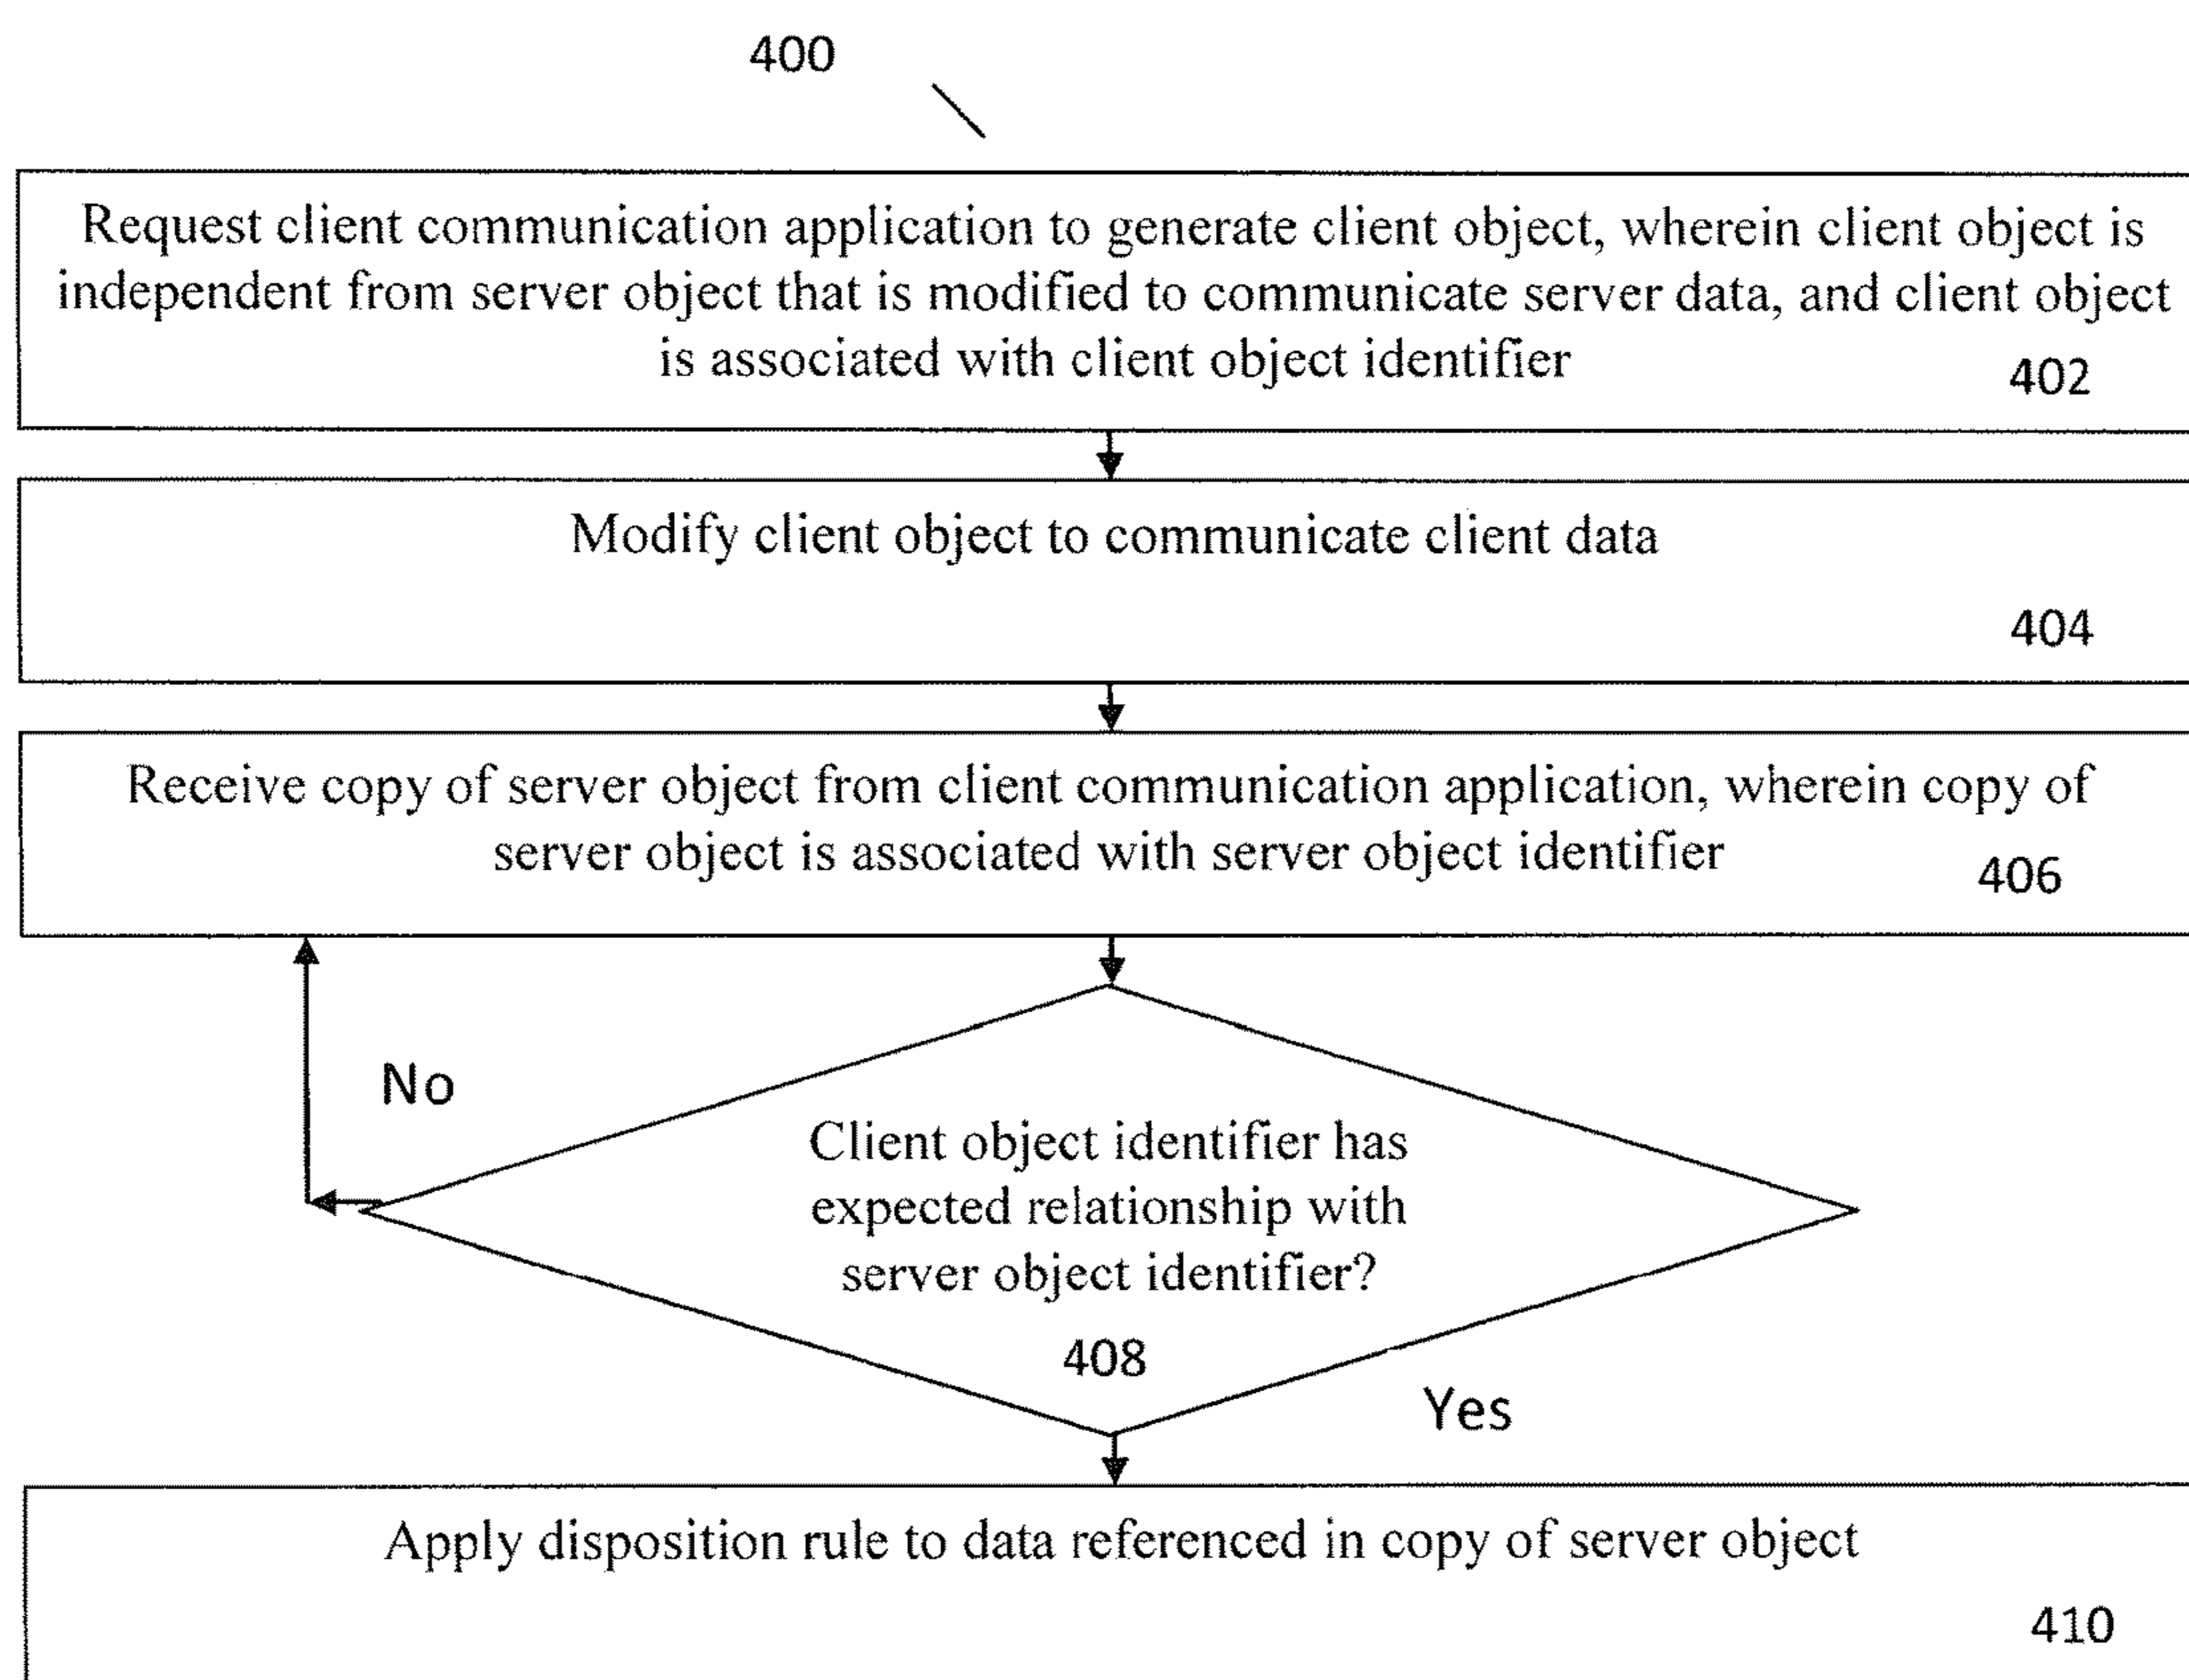 400
Request client communication application to generate client object, wherein client object is
independent from server object that is modified to communicate server data, and client object
is associated with client object identifier
402
Modify client object to communicate client data
404
Receive copy of server object from client communication application, wherein copy of
server object is associated with server object identifier
406
No
Client object identifier has
expected relationship with
server object identifier?
408
Yes
Apply disposition rule to data referenced in copy of server object
410